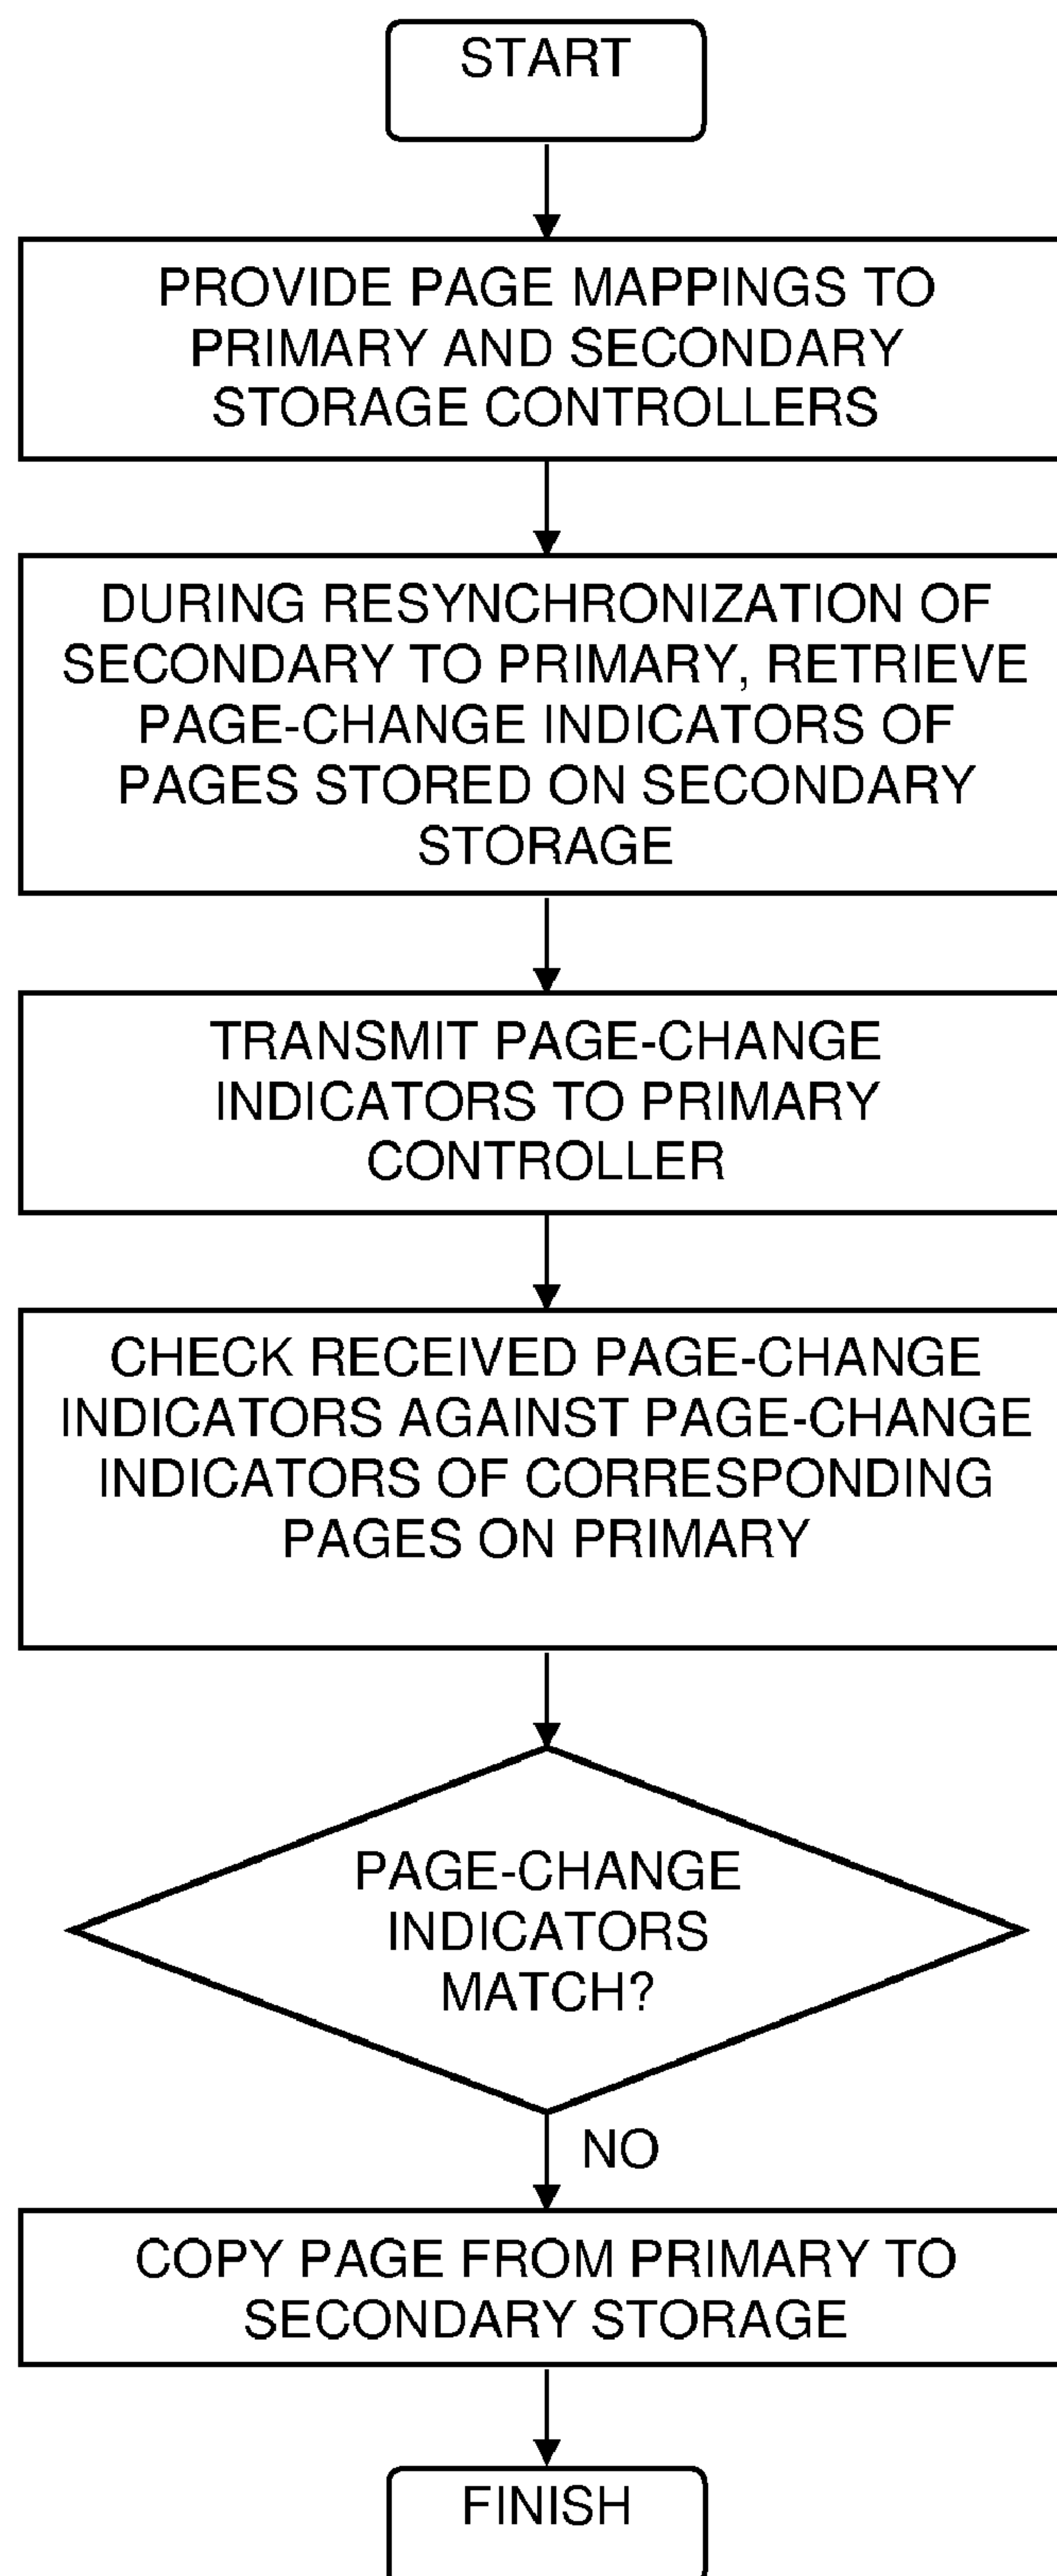 START
PROVIDE PAGE MAPPINGS TO
PRIMARY AND SECONDARY
STORAGE CONTROLLERS
DURING RESYNCHRONIZATION OF
SECONDARY TO PRIMARY, RETRIEVE
PAGE-CHANGE INDICATORS OF
PAGES STORED ON SECONDARY
STORAGE
TRANSMIT PAGE-CHANGE
INDICATORS TO PRIMARY
CONTROLLER
CHECK RECEIVED PAGE-CHANGE
INDICATORS AGAINST PAGE-CHANGE
INDICATORS OF CORRESPONDING
PAGES ON PRIMARY
PAGE-CHANGE
INDICATORS
MATCH?
NO
COPY PAGE FROM PRIMARY TO
SECONDARY STORAGE
FINISH